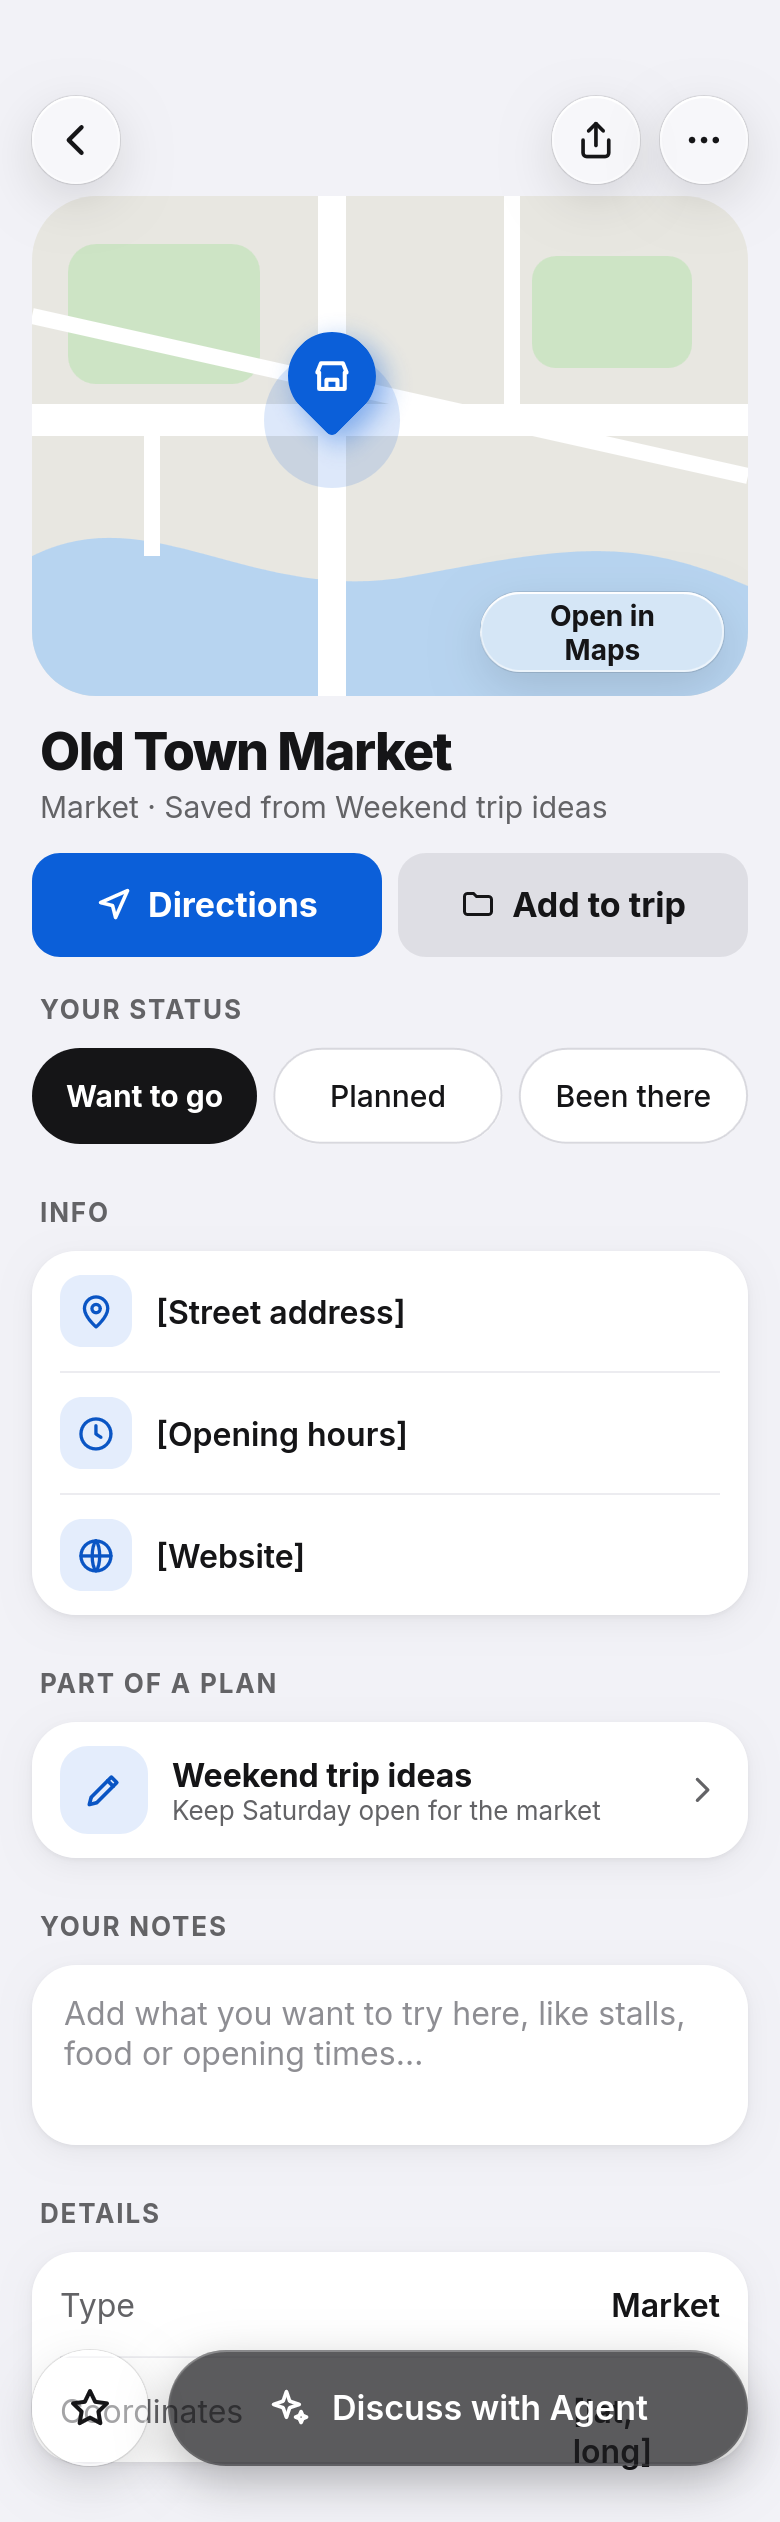 Open in
Maps
Old Town Market
Market · Saved from Weekend trip ideas
Directions
Add to trip
YOUR STATUS
Want to go
Planned
Been there
INFO
[Street address]
[Opening hours]
[Website]
PART OF A PLAN
Weekend trip ideas
Keep Saturday open for the market
YOUR NOTES
Add what you want to try here, like stalls,
food or opening times...
DETAILS
Type
Market
Coordinates
[lat,
long]
Discuss with Agent